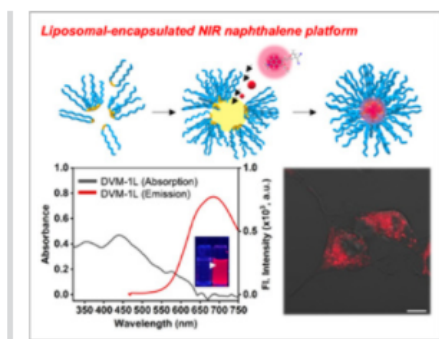 Liposomal-encapsulated NIR naphthalene platform
1.0
0.8
0.6
0.4
0.2
0.0
Absorbance
DVM-1L (Absorption)
DVM-1L (Emission)
1.0
0.5
0.0
Fl. Intensity (x10³, a.u.)
350 400 450 500 550 600 650 700 750
Wavelength (nm)